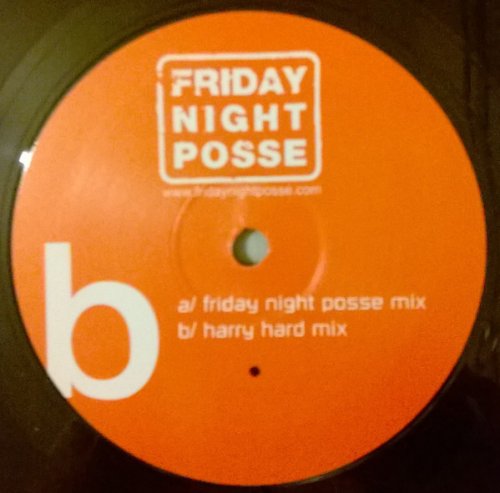 FRIDAY
NIGHT
POSSE
www.fridaynightposse.com
b
a/ friday night posse mix
b/ harry hard mix